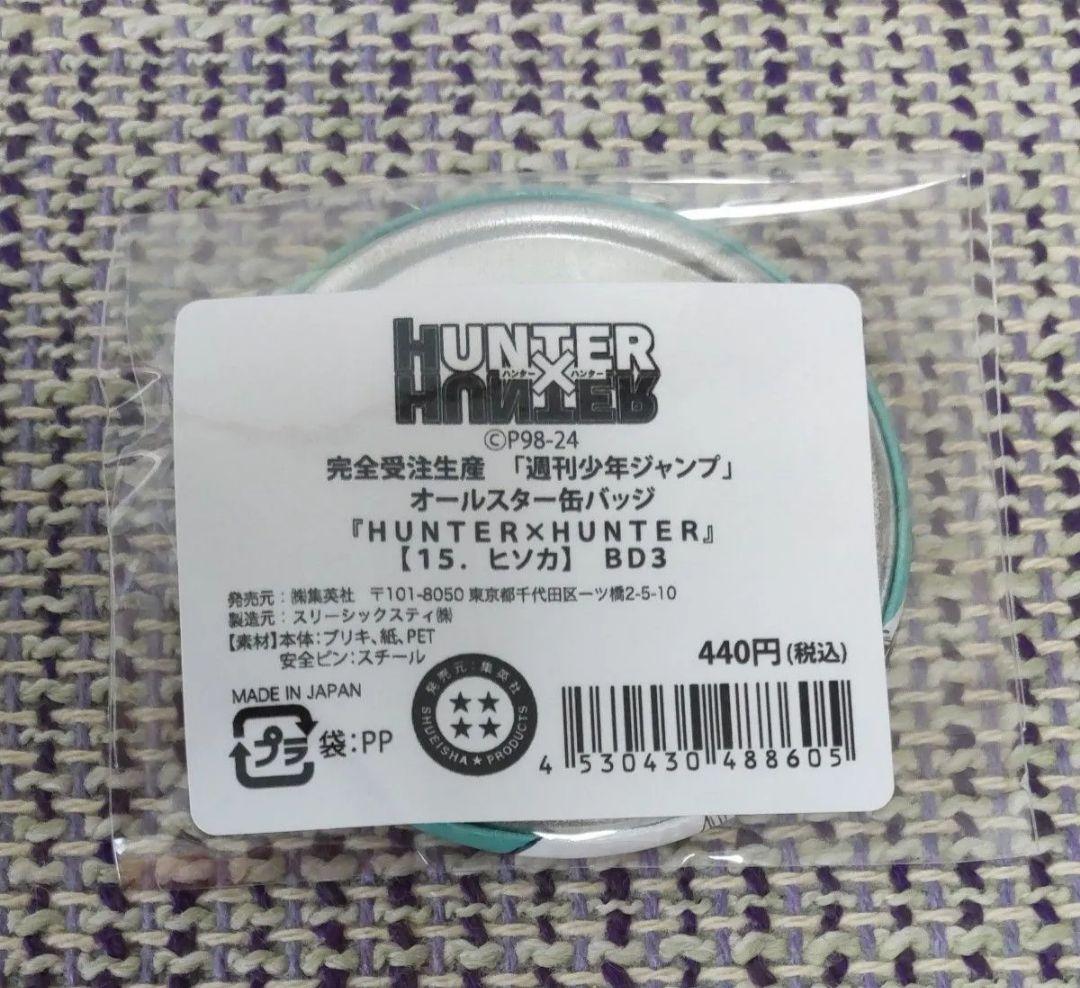 HUNTER
ハンター×ハンター
HUNTER
©P98-24
完全受注生産　「週刊少年ジャンプ」
オールスター缶バッジ
『HUNTER×HUNTER』
【15．ヒソカ】　BD3
発売元：㈱集英社　〒101-8050 東京都千代田区一ツ橋2-5-10
製造元：スリーシックスティ㈱
【素材】本体：ブリキ、紙、PET
安全ピン：スチール
440円(税込)
MADE IN JAPAN
プラ 袋：PP
発売元：集英社
SHUEISHA★PRODUCTS
4 530430 488605